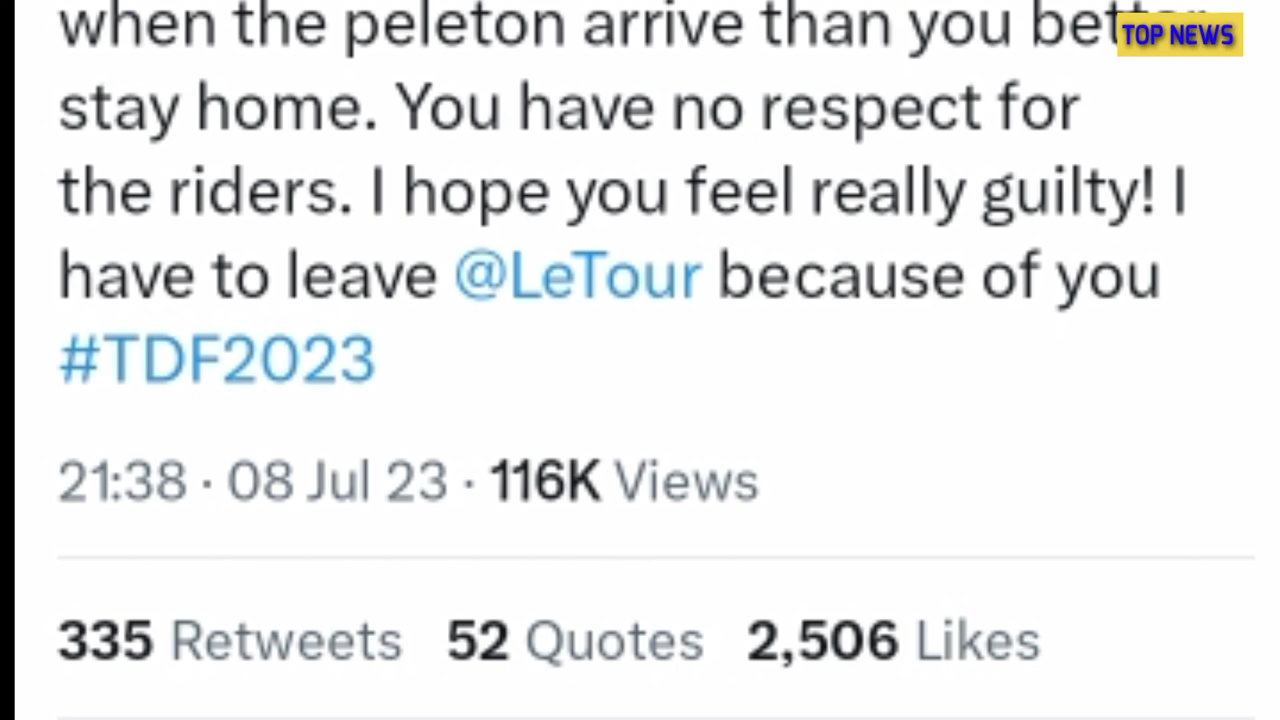 when the peleton arrive than you better
TOP NEWS
stay home. You have no respect for
the riders. I hope you feel really guilty! I
have to leave @LeTour because of you
#TDF2023
21:38 · 08 Jul 23 · 116K Views
335 Retweets 52 Quotes 2,506 Likes